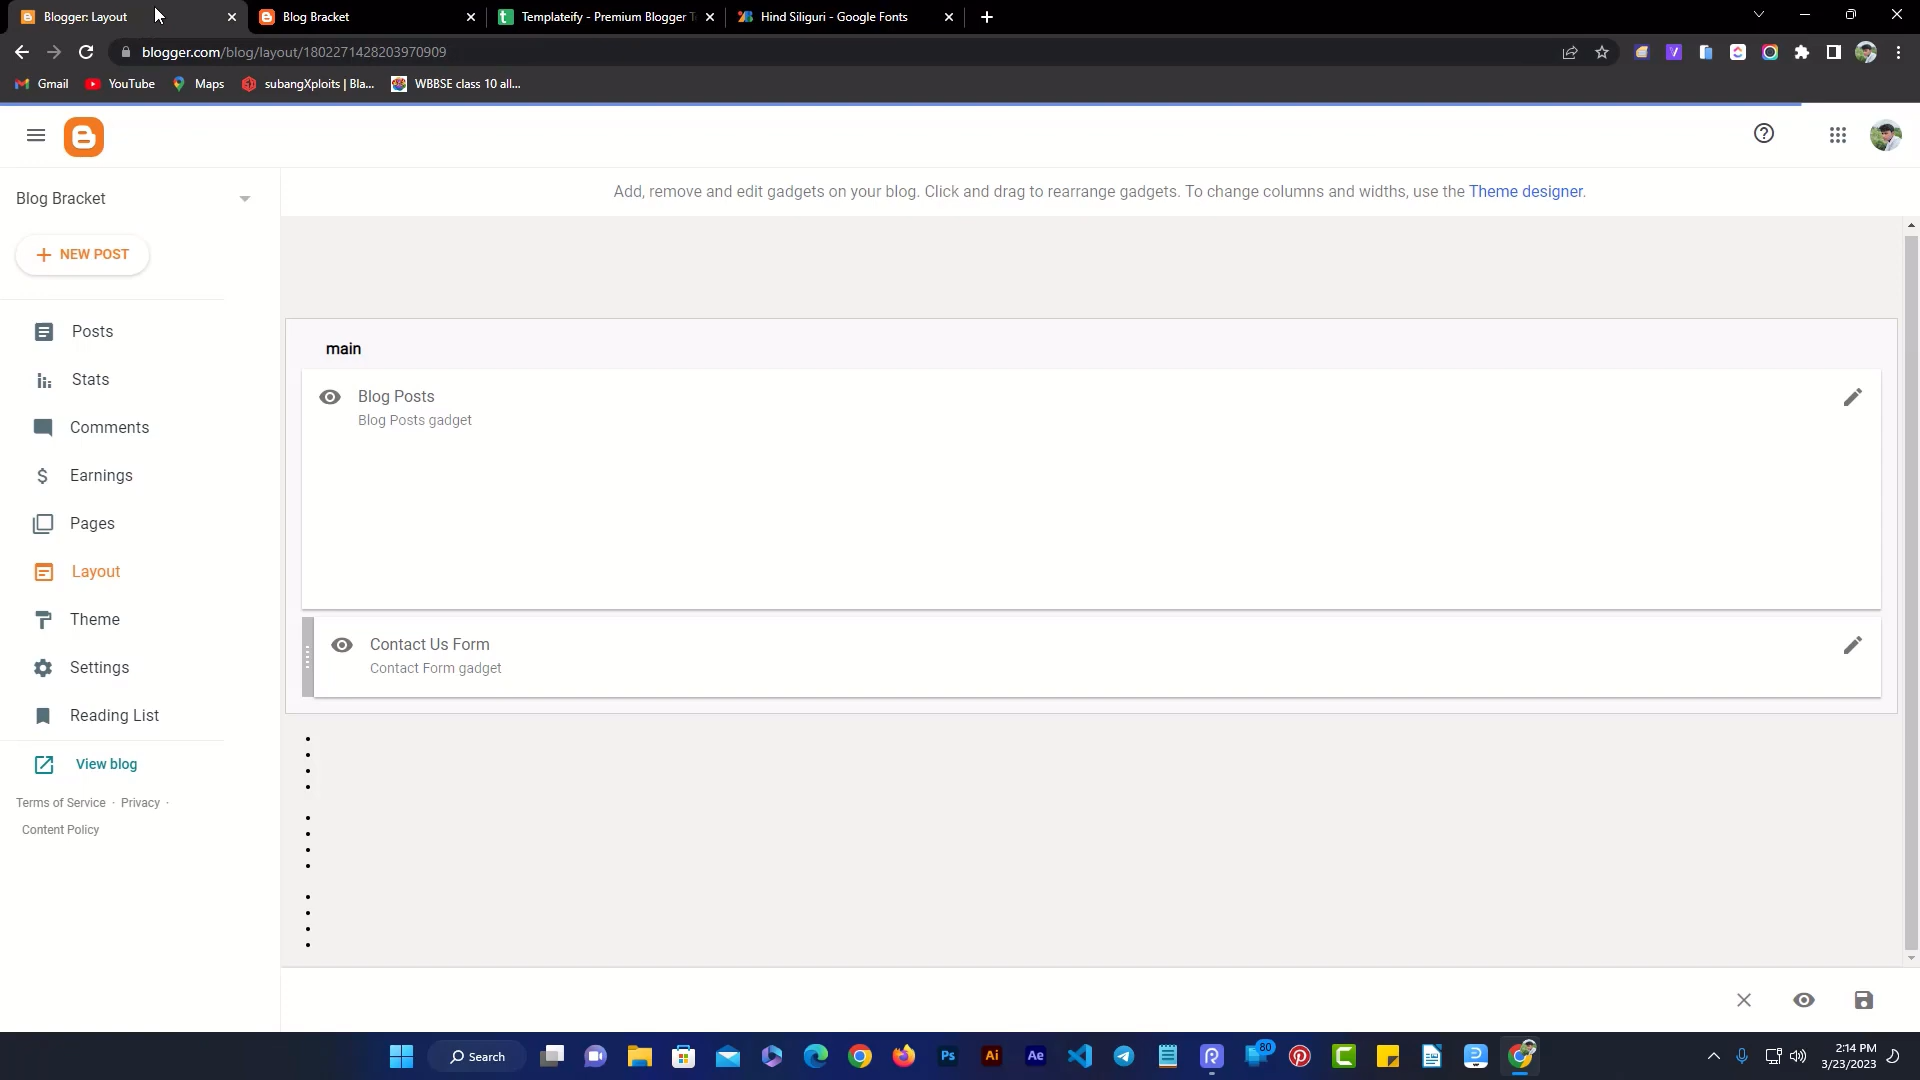 Blogger: Layout
Blog Bracket
Templateify - Premium Blogger T
Hind Siliguri - Google Fonts
blogger.com/blog/layout/1802271428203970909
Gmail
YouTube
Maps
subangXploits | Bla...
WBBSE class 10 all...
Blog Bracket
Add, remove and edit gadgets on your blog. Click and drag to rearrange gadgets. To change columns and widths, use the Theme designer.
NEW POST
Posts
Stats
Comments
Earnings
Pages
Layout
Theme
Settings
Reading List
View blog
Terms of Service · Privacy ·
Content Policy
main
Blog Posts
Blog Posts gadget
Contact Us Form
Contact Form gadget
Search
Ps
Ai
Ae
80
2:14 PM
3/23/2023